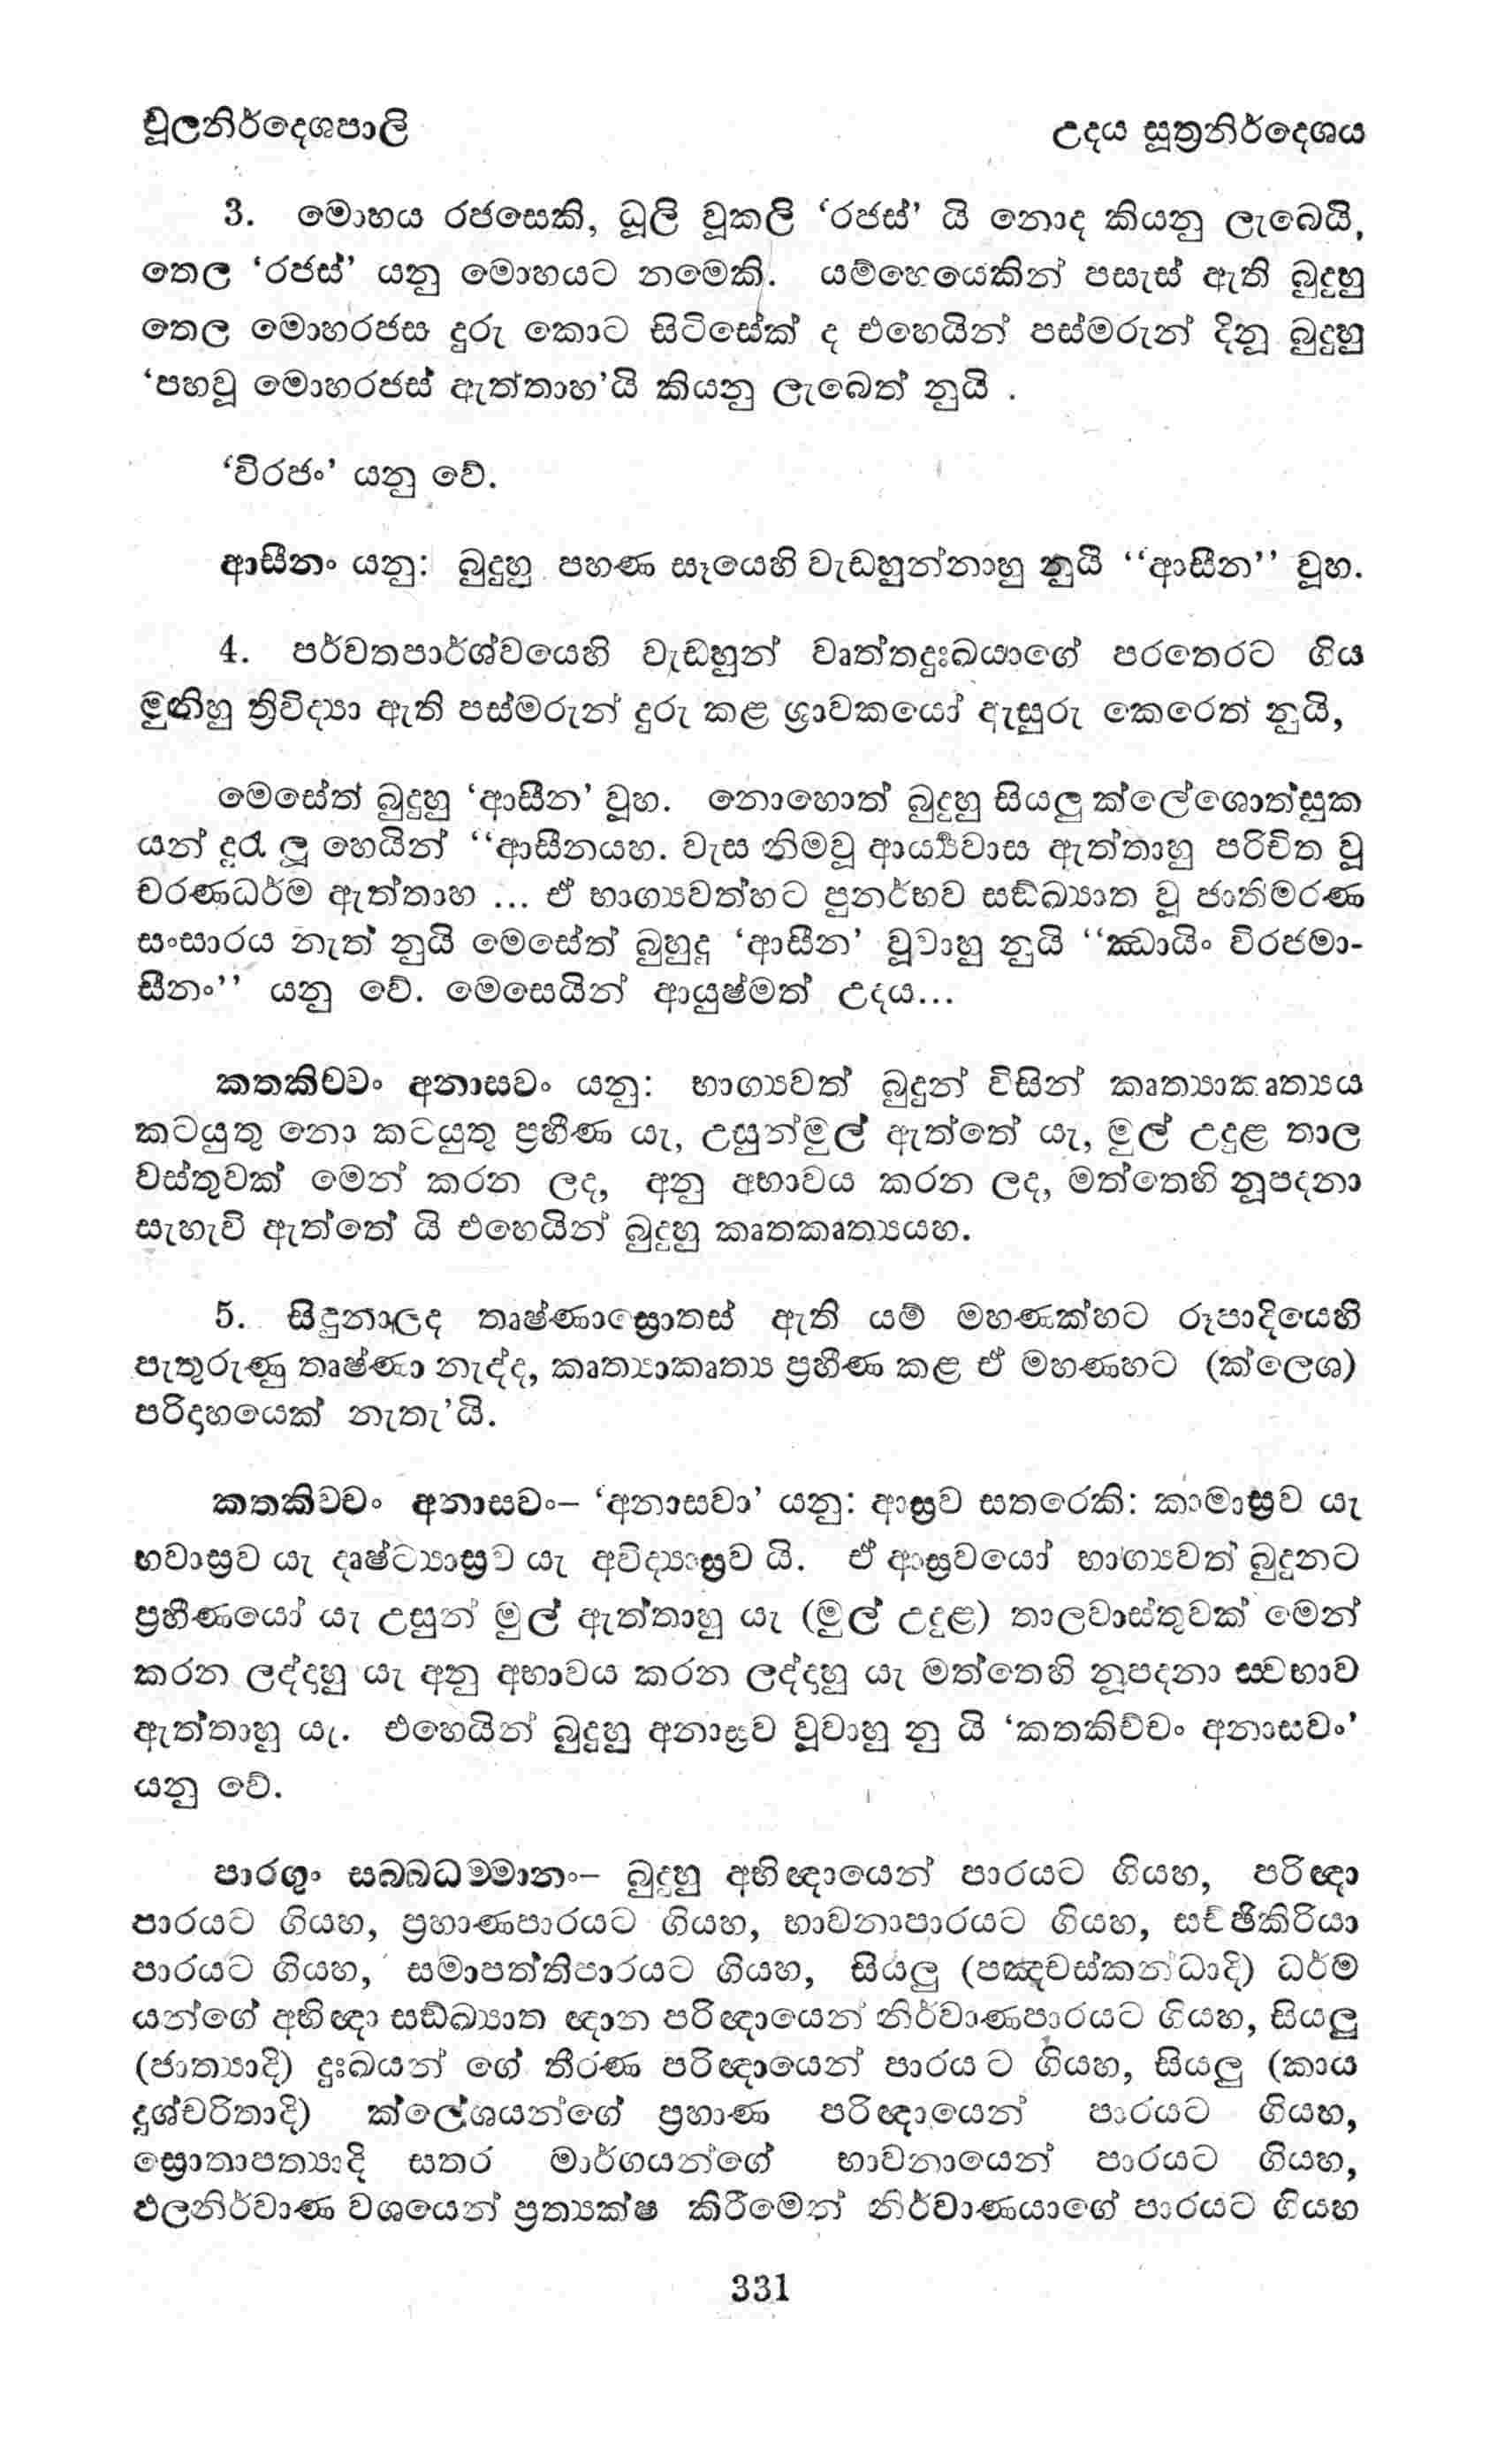 චූලනිර්දෙශපාලි
උදය සූත්‍රනිර්දෙශය
3. මොහය රජසෙකි, ධූලි වූකලි ‘රජස්’ යි නොද කියනු ලැබෙයි,
තෙල ‘රජස්’ යනු මොහයට නමෙකි. යම්හෙයෙකින් පසැස් ඇති බුදුහු
තෙල මොහරජස දුරු කොට සිටිසේක් ද එහෙයින් පස්මරුන් දිනූ බුදුහු
‘පහවූ මොහරජස් ඇත්තාහ’යි කියනු ලැබෙත් නුයි .
‘විරජං’ යනු වේ.
ආසීනං යනු: බුදුහු පහණ සෑයෙහි වැඩහුන්නාහු නුයි “ආසීන” වූහ.
4. පර්වතපාර්ශ්වයෙහි වැඩහුන් වෘත්තදුඃඛයාගේ පරතෙරට ගිය
මුනිහු ත්‍රිවිද්‍යා ඇති පස්මරුන් දුරු කළ ශ්‍රාවකයෝ ඇසුරු කෙරෙත් නුයි,
මෙසේත් බුදුහු ‘ආසීන’ වූහ. නොහොත් බුදුහු සියලු ක්ලේශොත්සුක
යන් දුරැ ලූ හෙයින් “ආසීනයහ. වැස නිමවූ ආර්‍ය්‍යවාස ඇත්තාහු පරිචිත වූ
චරණධර්ම ඇත්තාහ ... ඒ භාග්‍යවත්හට පුනර්භව සඞ්ඛ්‍යාත වූ ජාතිමරණ
සංසාරය නැත් නුයි මෙසේත් බුහුදු ‘ආසීන’ වූවාහු නුයි “ඣායිං විරජමා-
සීනං” යනු වේ. මෙසෙයින් ආයුෂ්මත් උදය...
කතකිච්චං අනාසවං යනු: භාග්‍යවත් බුදුන් විසින් කෘත්‍යාකෘත්‍යය
කටයුතු නො කටයුතු ප්‍රහීණ යැ, උසුන්මුල් ඇත්තේ යැ, මුල් උදුළ තාල
වස්තුවක් මෙන් කරන ලද, අනු අභාවය කරන ලද, මත්තෙහි නූපදනා
සැහැවි ඇත්තේ යි එහෙයින් බුදුහු කෘතකෘත්‍යයහ.
5. සිඳුනාලද තෘෂ්ණාස්‍රොතස් ඇති යම් මහණක්හට රූපාදියෙහි
පැතුරුණු තෘෂ්ණා නැද්ද, කෘත්‍යාකෘත්‍ය ප්‍රහීණ කළ ඒ මහණහට (ක්ලෙශ)
පරිදාහයෙක් නැතැ’යි.
කතකිච්චං අනාසවං– ‘අනාසවා’ යනු: ආස්‍රව සතරෙකි: කාමාස්‍රව යැ
භවාස්‍රව යැ දෘෂ්ට්‍යාස්‍රව යැ අවිද්‍යාස්‍රව යි. ඒ ආස්‍රවයෝ භාග්‍යවත් බුදුනට
ප්‍රහීණයෝ යැ උසුන් මුල් ඇත්තාහු යැ (මුල් උදුළ) තාලවාස්තුවක් මෙන්
කරන ලද්දහු යැ අනු අභාවය කරන ලද්දහු යැ මත්තෙහි නූපදනා ස්වභාව
ඇත්තාහු යැ. එහෙයින් බුදුහු අනාස්‍රව වූවාහු නු යි ‘කතකිච්චං අනාසවං’
යනු වේ.
පාරගුං සබ්බධම්මානං– බුදුහු අභිඥායෙන් පාරයට ගියහ, පරිඥා
පාරයට ගියහ, ප්‍රහාණපාරයට ගියහ, භාවනාපාරයට ගියහ, සච්ඡිකිරියා
පාරයට ගියහ, සමාපත්තිපාරයට ගියහ, සියලු (පඤ්චස්කන්ධාදි) ධර්ම
යන්ගේ අභිඥා සඞ්ඛ්‍යාත ඥාන පරිඥායෙන් නිර්වාණපාරයට ගියහ, සියලු
(ජාත්‍යාදි) දුඃඛයන් ගේ තීරණ පරිඥායෙන් පාරය ට ගියහ, සියලු (කාය
දුශ්චරිතාදි) ක්ලේශයන්ගේ ප්‍රහාණ පරිඥායෙන් පාරයට ගියහ,
ස්‍රොතාපත්‍යාදි සතර මාර්ගයන්ගේ භාවනායෙන් පාරයට ගියහ,
ඵලනිර්වාණ වශයෙන් ප්‍රත්‍යක්ෂ කිරීමෙන් නිර්වාණයාගේ පාරයට ගියහ
331